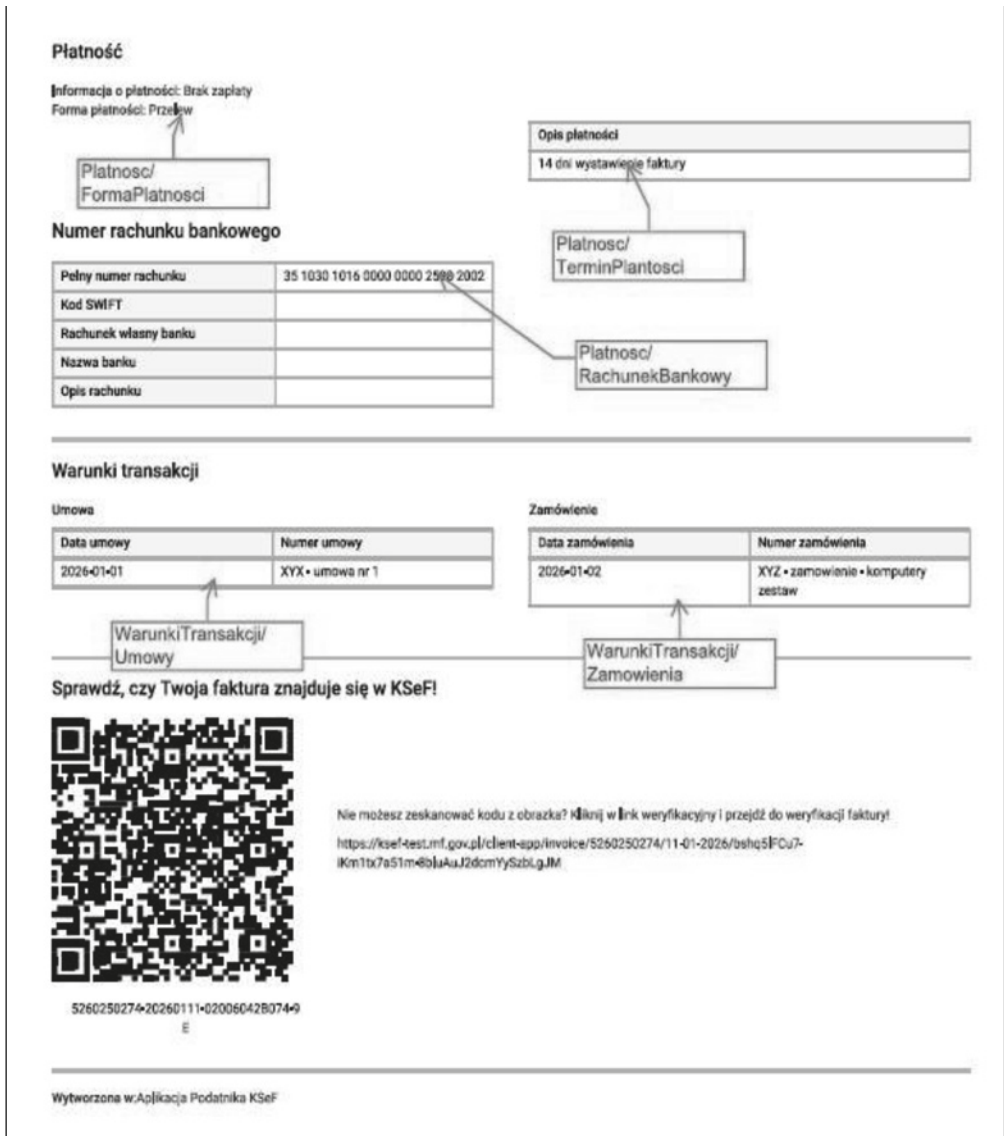 Płatność
Informacja o płatności: Brak zapłaty
Forma płatności: Przelew
Platnosc/
FormaPlatnosci
Opis płatności
14 dni wystawienie faktury
Platnosc/
TerminPlantosci
Numer rachunku bankowego
Pełny numer rachunku 35 1030 1016 0000 0000 2002
Kod SWIFT
Rachunek własny banku
Nazwa banku
Opis rachunku
Platnosc/
RachunekBankowy
Warunki transakcji
Umowa
Data umowy Numer umowy
2026-01-01 XYX - umowa nr 1
WarunkiTransakcji/
Umowy
Zamówienie
Data zamówienia Numer zamówienia
2026-01-02 XYZ - zamowienie - komputery
zestaw
WarunkiTransakcji/
Zamowienia
Sprawdź, czy Twoja faktura znajduje się w KSeF!
Nie możesz zeskanować kodu z obrazka? Kliknij w link weryfikacyjny i przejdź do weryfikacji faktury!
https://ksef-test.mf.gov.pl/client-app/invoice/5260250274/11-01-2026/bshq5IFCu7-
iKm1tx7a51m-8bluAuJ2dcmYySzbLgJM
5260250274-20260111-02006042B074-9
E
Wytworzona w:Aplikacja Podatnika KSeF